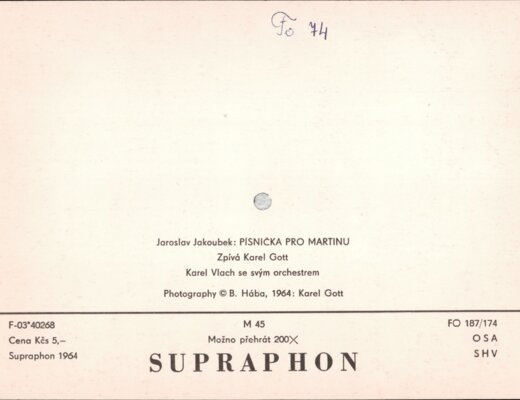 Fo 74
Jaroslav Jakoubek: PÍSNIČKA PRO MARTINU
Zpívá Karel Gott
Karel Vlach se svým orchestrem
Photography © B. Hába, 1964: Karel Gott
F-03*40268
Cena Kčs 5,–
Supraphon 1964
M 45
Možno přehrát 200X
SUPRAPHON
FO 187/174
OSA
SHV